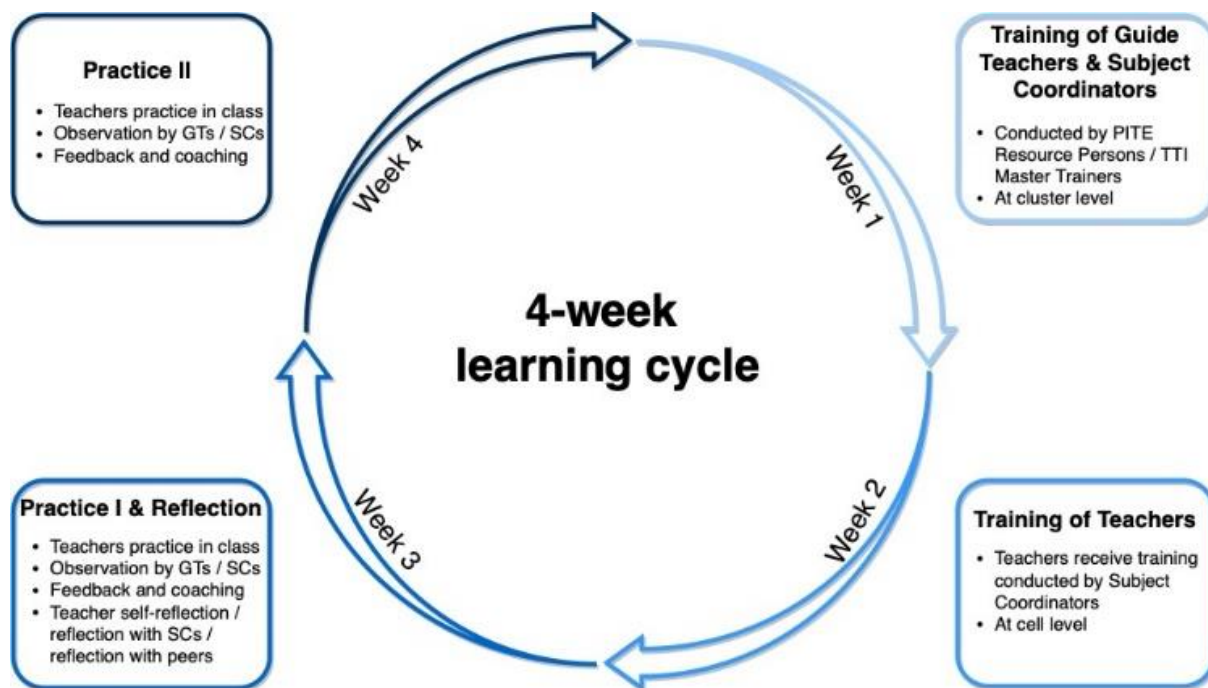 Practice II
• Teachers practice in class
• Observation by GTs / SCs
• Feedback and coaching
Training of Guide
Teachers & Subject
Coordinators
• Conducted by PITE
Resource Persons / TTI
Master Trainers
• At cluster level
Week 4
Week 1
4-week
learning cycle
Week 3
Week 2
Practice I & Reflection
• Teachers practice in class
• Observation by GTs / SCs
• Feedback and coaching
• Teacher self-reflection /
reflection with SCs /
reflection with peers
Training of Teachers
• Teachers receive training
conducted by Subject
Coordinators
• At cell level